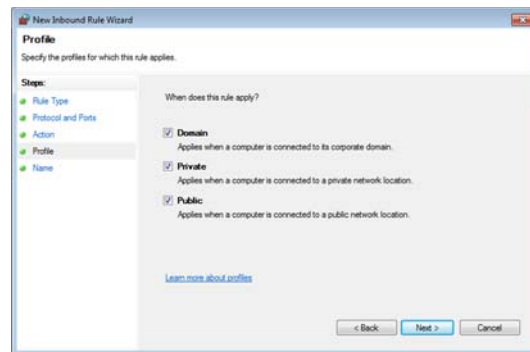 New Inbound Rule Wizard
Profile
Specify the profiles for which this rule applies.
Steps:
Rule Type
Protocol and Ports
Action
Profile
Name
When does this rule apply?
Domain
Applies when a computer is connected to its corporate domain.
Private
Applies when a computer is connected to a private network location.
Public
Applies when a computer is connected to a public network location.
Learn more about profiles
< Back
Next >
Cancel